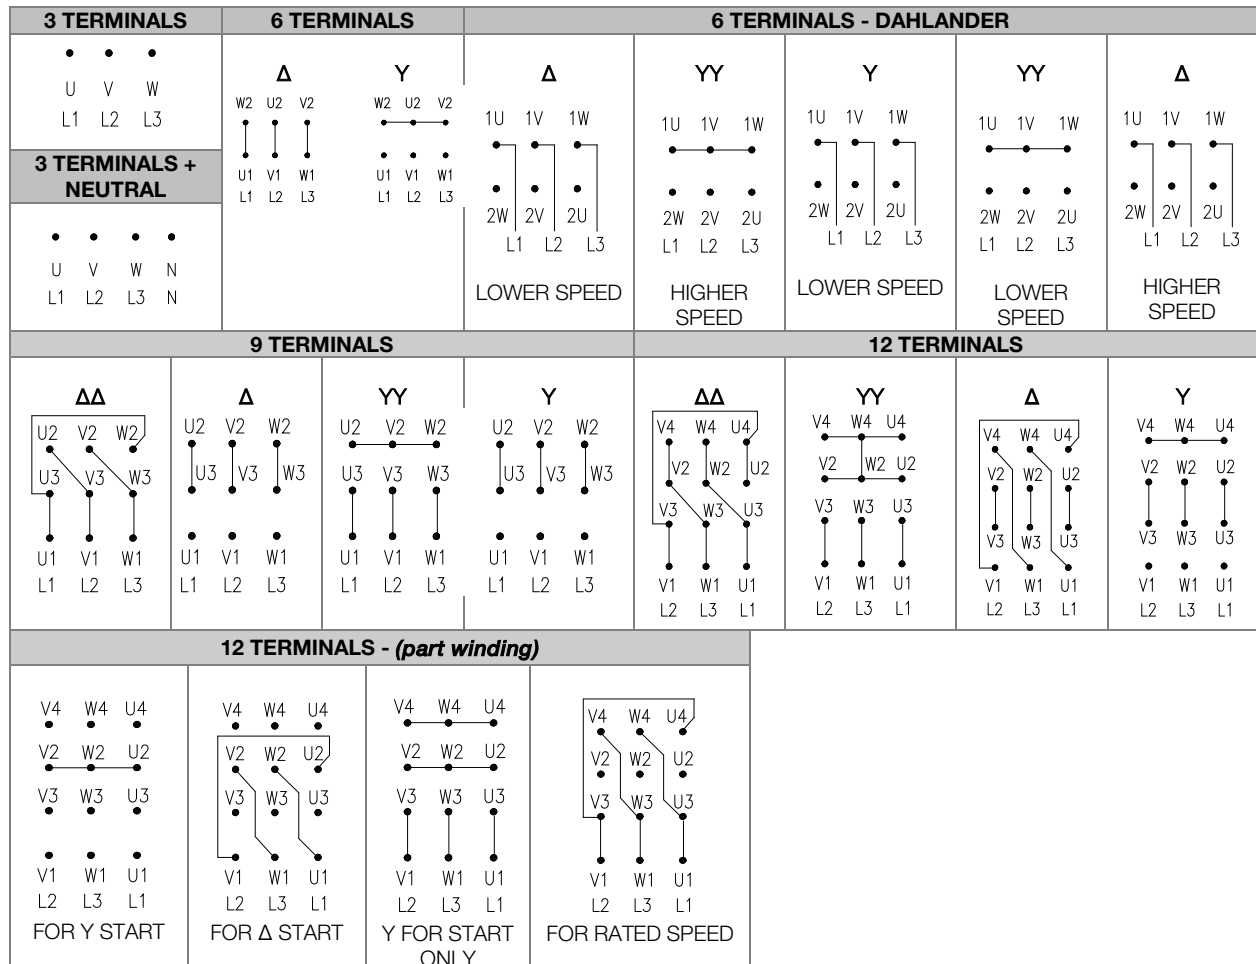 3 TERMINALS
U V W
L1 L2 L3
3 TERMINALS +
NEUTRAL
U V W N
L1 L2 L3 N
6 TERMINALS
Δ
W2 U2 V2
U1 V1 W1
L1 L2 L3
Y
W2 U2 V2
U1 V1 W1
L1 L2 L3
6 TERMINALS - DAHLANDER
Δ
1U 1V 1W
2W 2V 2U
L1 L2 L3
LOWER SPEED
YY
1U 1V 1W
2W 2V 2U
L1 L2 L3
HIGHER
SPEED
Y
1U 1V 1W
2W 2V 2U
L1 L2 L3
LOWER SPEED
YY
1U 1V 1W
2W 2V 2U
L1 L2 L3
LOWER
SPEED
Δ
1U 1V 1W
2W 2V 2U
L1 L2 L3
HIGHER
SPEED
9 TERMINALS
ΔΔ
U2 V2 W2
U3 V3 W3
U1 V1 W1
L1 L2 L3
Δ
U2 V2 W2
U3 V3 W3
U1 V1 W1
L1 L2 L3
YY
U2 V2 W2
U3 V3 W3
U1 V1 W1
L1 L2 L3
Y
U2 V2 W2
U3 V3 W3
U1 V1 W1
L1 L2 L3
12 TERMINALS
ΔΔ
V4 W4 U4
V2 W2 U2
V3 W3 U3
V1 W1 U1
L2 L3 L1
YY
V4 W4 U4
V2 W2 U2
V3 W3 U3
V1 W1 U1
L2 L3 L1
Δ
V4 W4 U4
V2 W2 U2
V3 W3 U3
V1 W1 U1
L2 L3 L1
Y
V4 W4 U4
V2 W2 U2
V3 W3 U3
V1 W1 U1
L2 L3 L1
12 TERMINALS - (part winding)
V4 W4 U4
V2 W2 U2
V3 W3 U3
V1 W1 U1
L2 L3 L1
FOR Y START
V4 W4 U4
V2 W2 U2
V3 W3 U3
V1 W1 U1
L2 L3 L1
FOR Δ START
V4 W4 U4
V2 W2 U2
V3 W3 U3
V1 W1 U1
L2 L3 L1
Y FOR START
ONLY
V4 W4 U4
V2 W2 U2
V3 W3 U3
V1 W1 U1
L2 L3 L1
FOR RATED SPEED